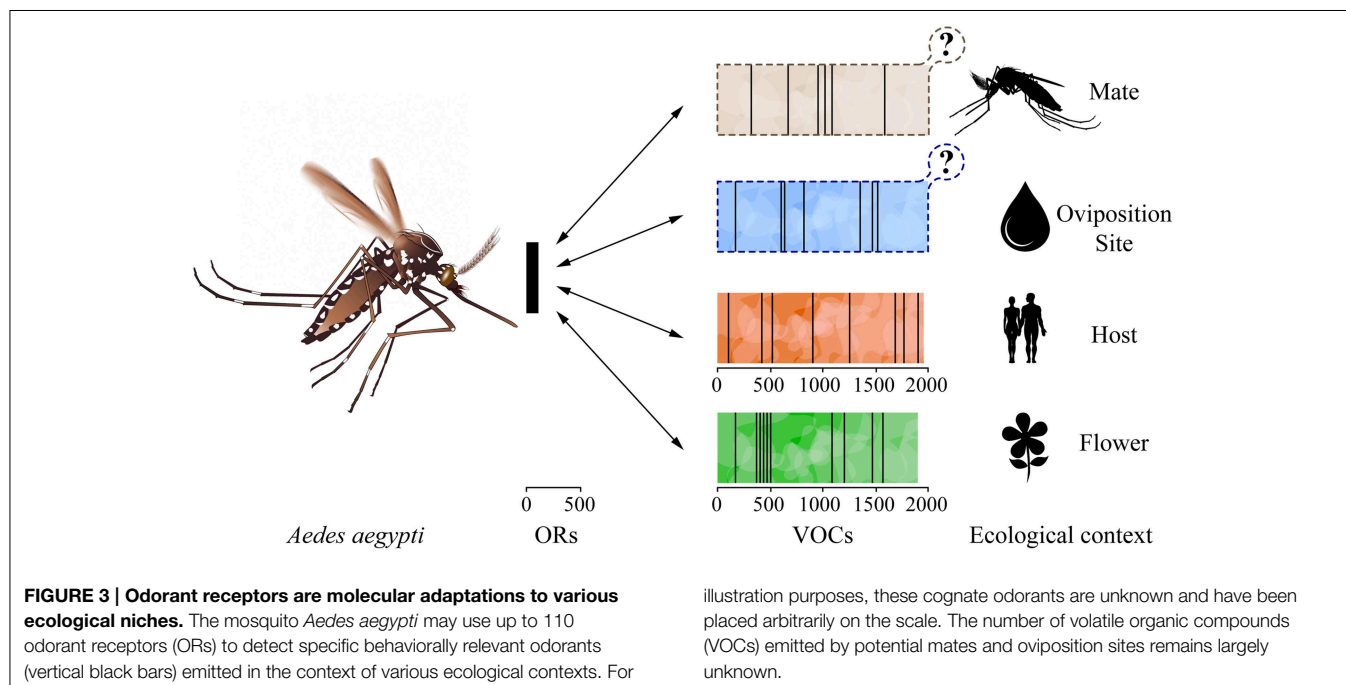 ?
Mate
?
Oviposition
Site
Host
0 500 1000 1500 2000
Flower
0 500
0 500 1000 1500 2000
Aedes aegypti ORs VOCs Ecological context
FIGURE 3 | Odorant receptors are molecular adaptations to various
ecological niches. The mosquito Aedes aegypti may use up to 110
odorant receptors (ORs) to detect specific behaviorally relevant odorants
(vertical black bars) emitted in the context of various ecological contexts. For
illustration purposes, these cognate odorants are unknown and have been
placed arbitrarily on the scale. The number of volatile organic compounds
(VOCs) emitted by potential mates and oviposition sites remains largely
unknown.